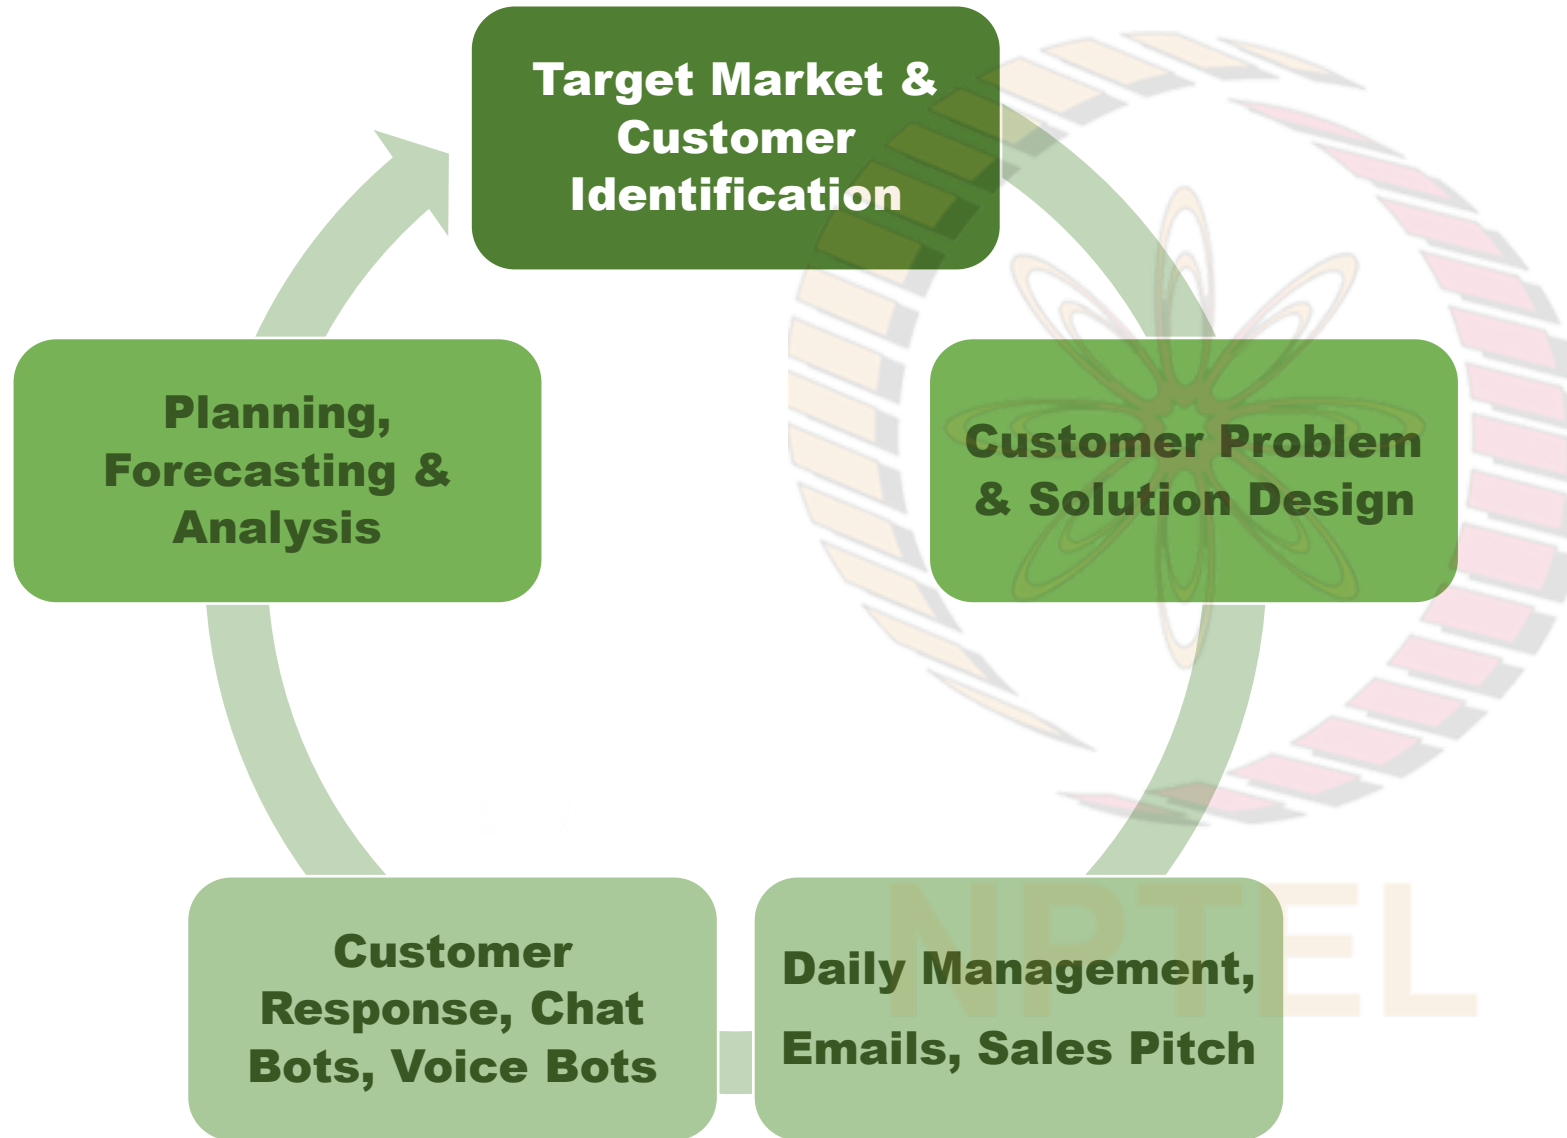 Target Market &
Customer
Identification
Planning,
Forecasting &
Analysis
Customer Problem
& Solution Design
Customer
Response, Chat
Bots, Voice Bots
Daily Management,
Emails, Sales Pitch
NPTEL